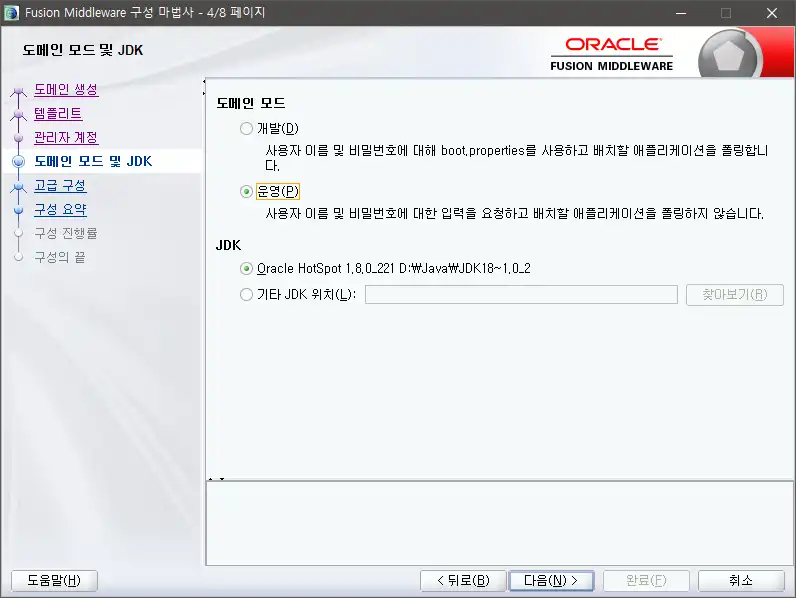 Fusion Middleware 구성 마법사 - 4/8 페이지
도메인 모드 및 JDK
ORACLE
FUSION MIDDLEWARE
도메인 생성
템플리트
관리자 계정
도메인 모드 및 JDK
고급 구성
구성 요약
구성 진행률
구성의 끝
도메인 모드
개발(D)
사용자 이름 및 비밀번호에 대해 boot.properties를 사용하고 배치할 애플리케이션을 폴링합니
다.
운영(P)
사용자 이름 및 비밀번호에 대한 입력을 요청하고 배치할 애플리케이션을 폴링하지 않습니다.
JDK
Oracle HotSpot 1.8.0_221 D:₩Java₩JDK18~1.0_2
기타 JDK 위치(L):
찾아보기(R)
도움말(H)
< 뒤로(B)
다음(N) >
완료(F)
취소